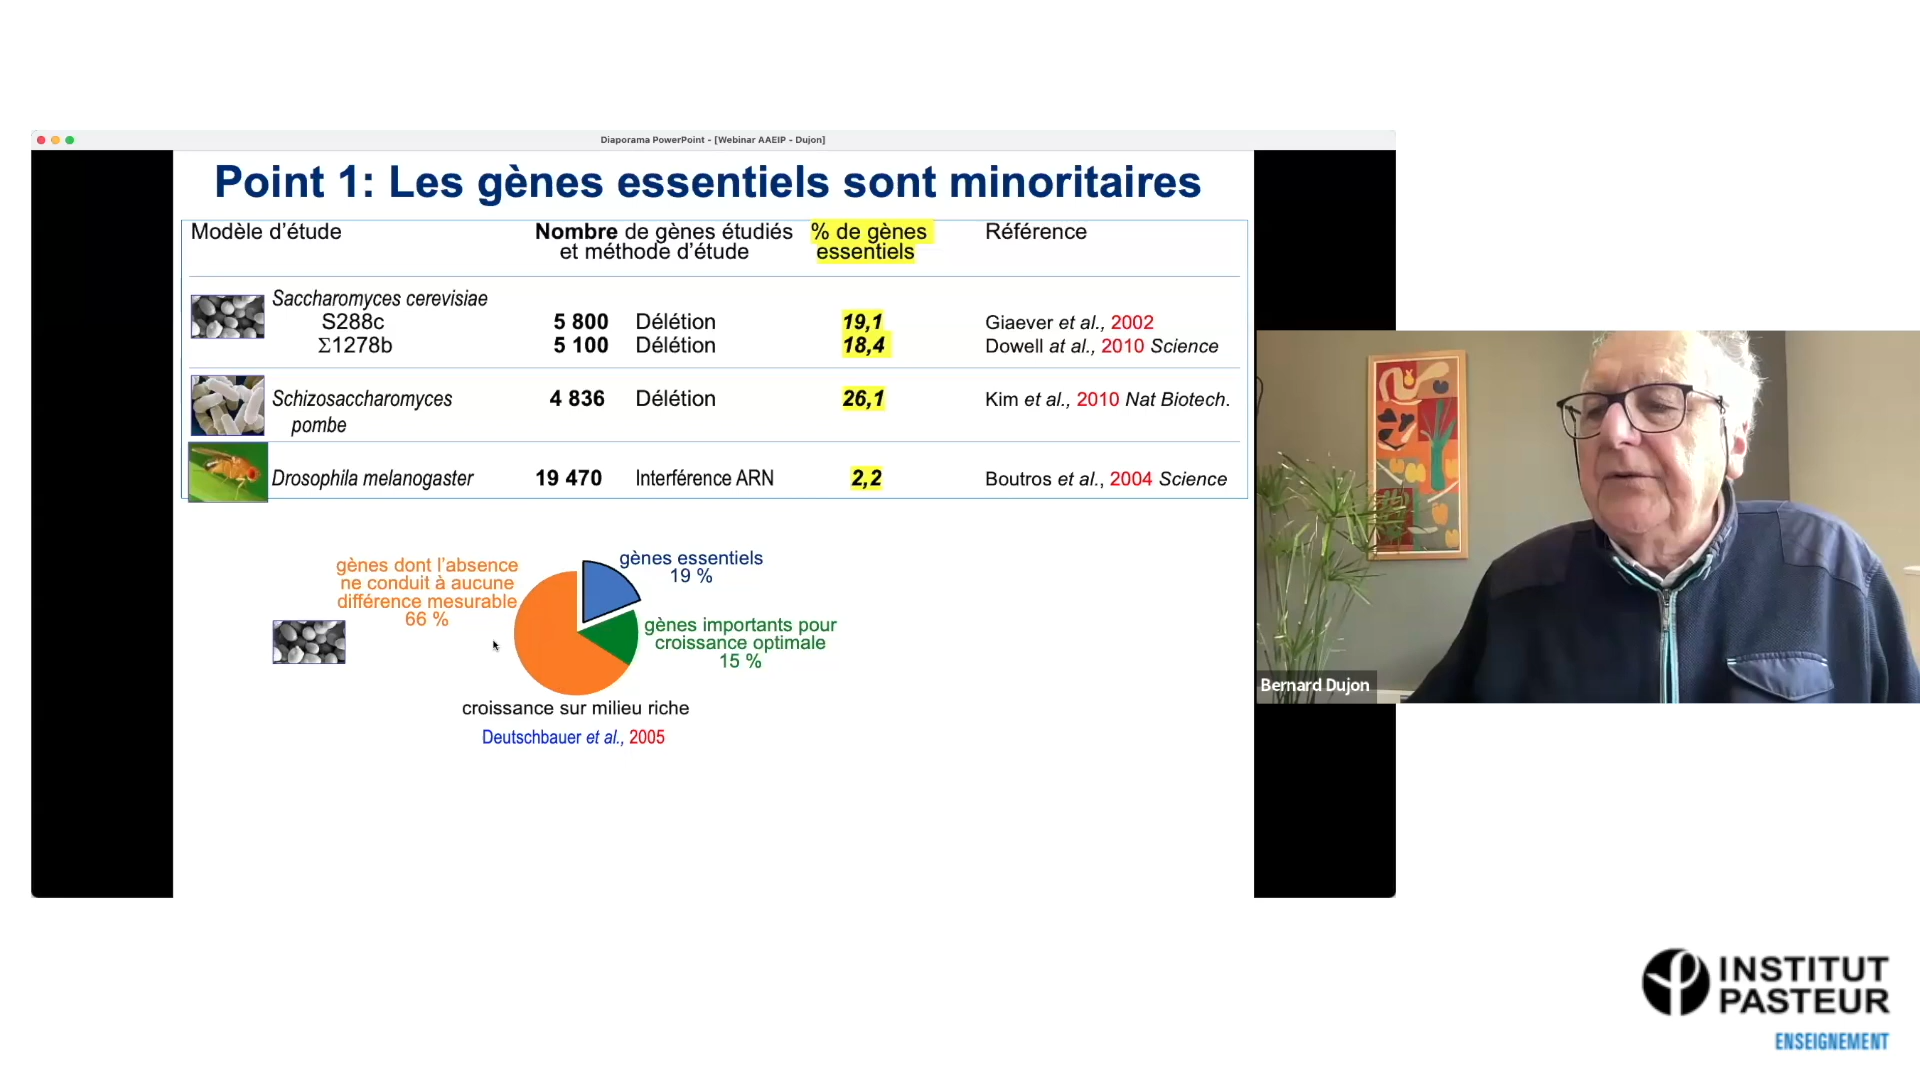 Diaporama PowerPoint - [Webinar AAEIP - Dujon]
Point 1: Les gènes essentiels sont minoritaires
Modèle d'étude
Nombre de gènes étudiés
et méthode d'étude
% de gènes
essentiels
Référence
Saccharomyces cerevisiae
S288c 5 800 Délétion 19,1 Giaever et al., 2002
Σ1278b 5 100 Délétion 18,4 Dowell at al., 2010 Science
Schizosaccharomyces 4 836 Délétion 26,1 Kim et al., 2010 Nat Biotech.
pombe
Drosophila melanogaster 19 470 Interférence ARN 2,2 Boutros et al., 2004 Science
gènes dont l'absence
ne conduit à aucune
différence mesurable
66 %
gènes essentiels
19 %
gènes importants pour
croissance optimale
15 %
croissance sur milieu riche
Deutschbauer et al., 2005
Bernard Dujon
INSTITUT
PASTEUR
ENSEIGNEMENT